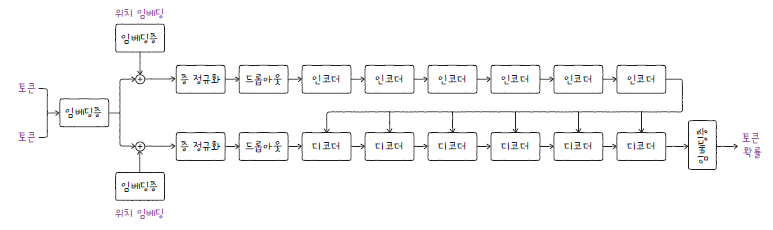 위치 임베딩
임베딩층
토큰
층 정규화
드롭아웃
인코더
인코더
인코더
인코더
인코더
인코더
임베딩층
토큰
층 정규화
드롭아웃
디코더
디코더
디코더
디코더
디코더
디코더
임베딩층
위치 임베딩
토큰
확률